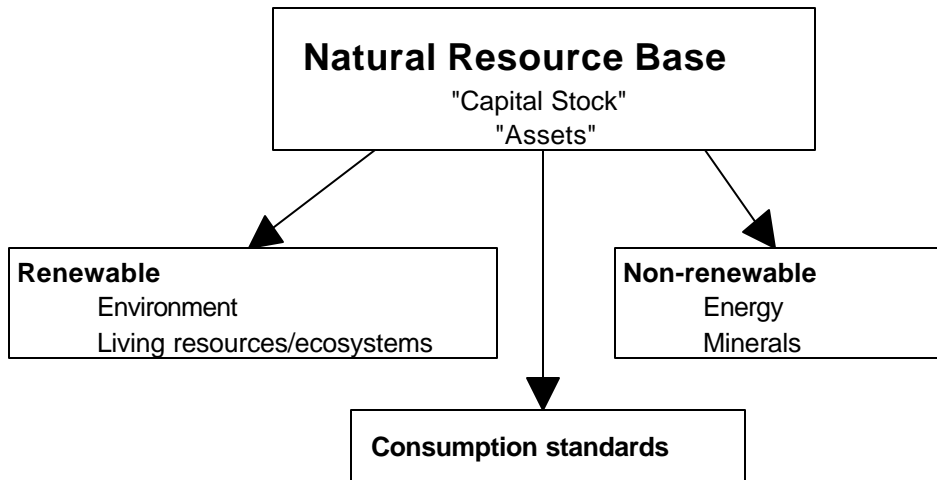 Natural Resource Base
"Capital Stock"
"Assets"
Renewable
Environment
Living resources/ecosystems
Non-renewable
Energy
Minerals
Consumption standards